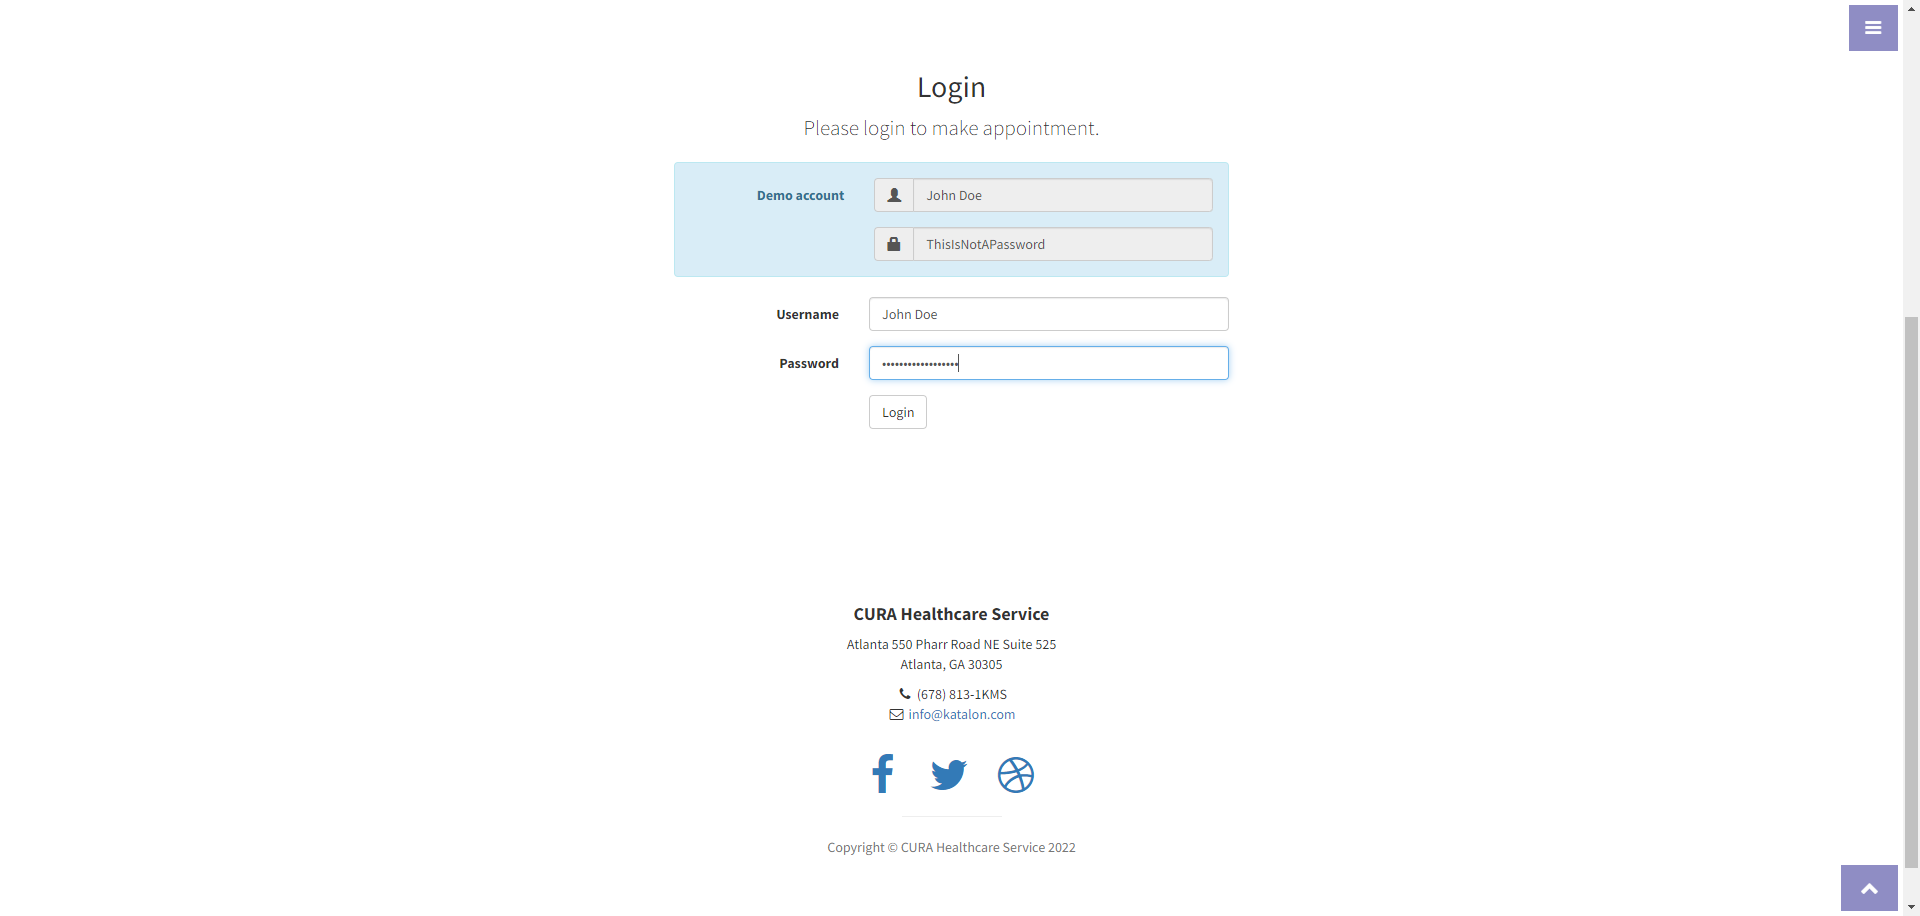 Login
Please login to make appointment.
Demo account
John Doe
ThisIsNotAPassword
Username
John Doe
Password
••••••••••••••••••
Login
CURA Healthcare Service
Atlanta 550 Pharr Road NE Suite 525
Atlanta, GA 30305
(678) 813-1KMS
info@katalon.com
Copyright © CURA Healthcare Service 2022